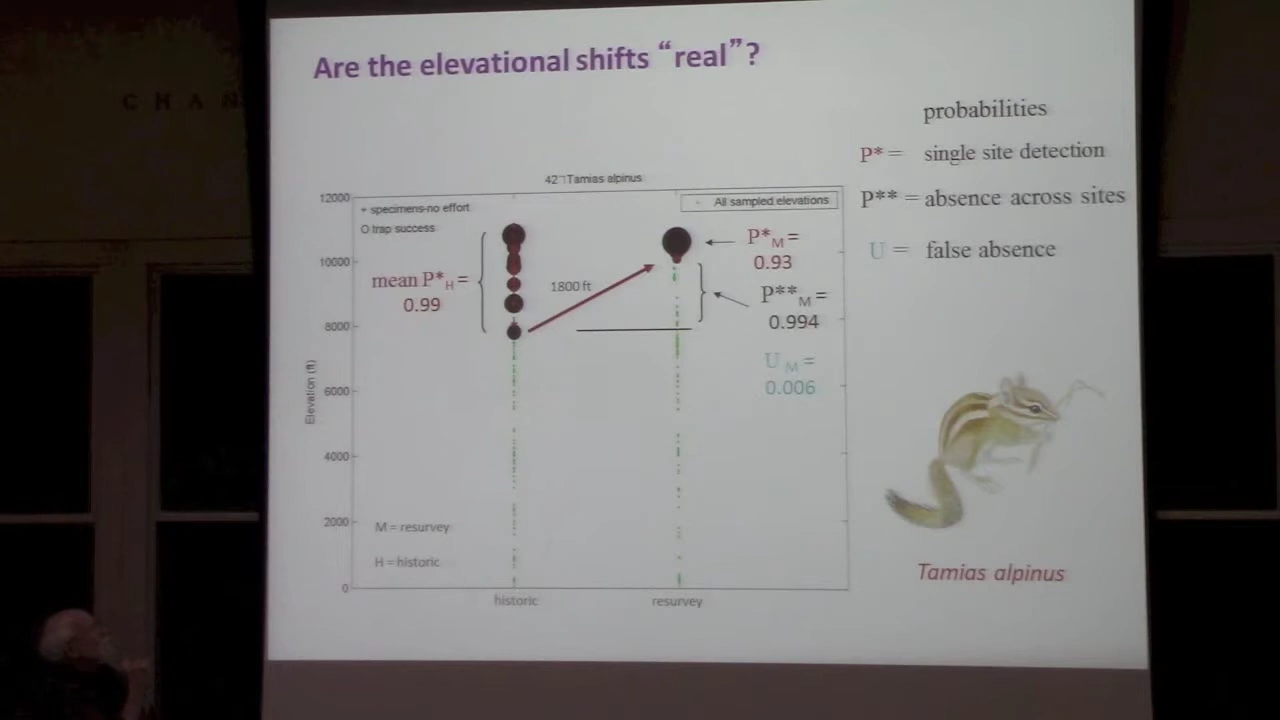 CHAN
Are the elevational shifts “real”?
probabilities
P* = single site detection
P** = absence across sites
U = false absence
Tamias alpinus
12000
10000
8000
6000
4000
2000
0
Elevation (ft)
+ specimens-no effort
O trap success
All sampled elevations
mean P*H =
0.99
1800 ft
P*M =
0.93
P**M =
0.994
U M =
0.006
M = resurvey
H = historic
historic
resurvey
Tamias alpinus